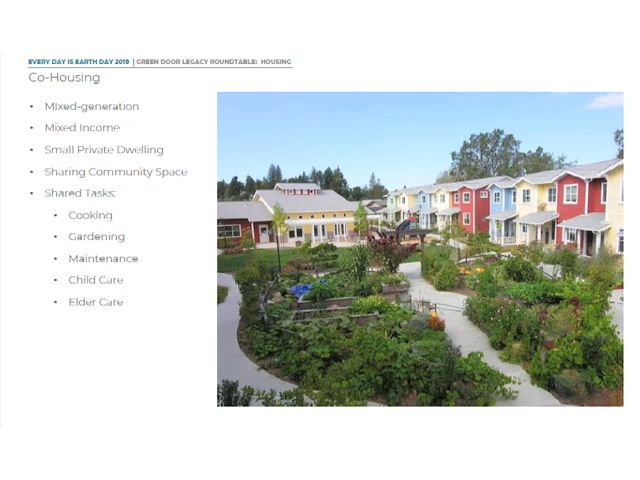 EVERY DAY IS EARTH DAY 2019 | GREEN DOOR LEGACY ROUNDTABLE: HOUSING
Co-Housing
• MIxed-generation
• Mixed Income
• Small Private Dwelling
• Sharing Community Space
• Shared Tasks:
• Cooking
• Gardening
• Maintenance
• Child Care
• Elder Care